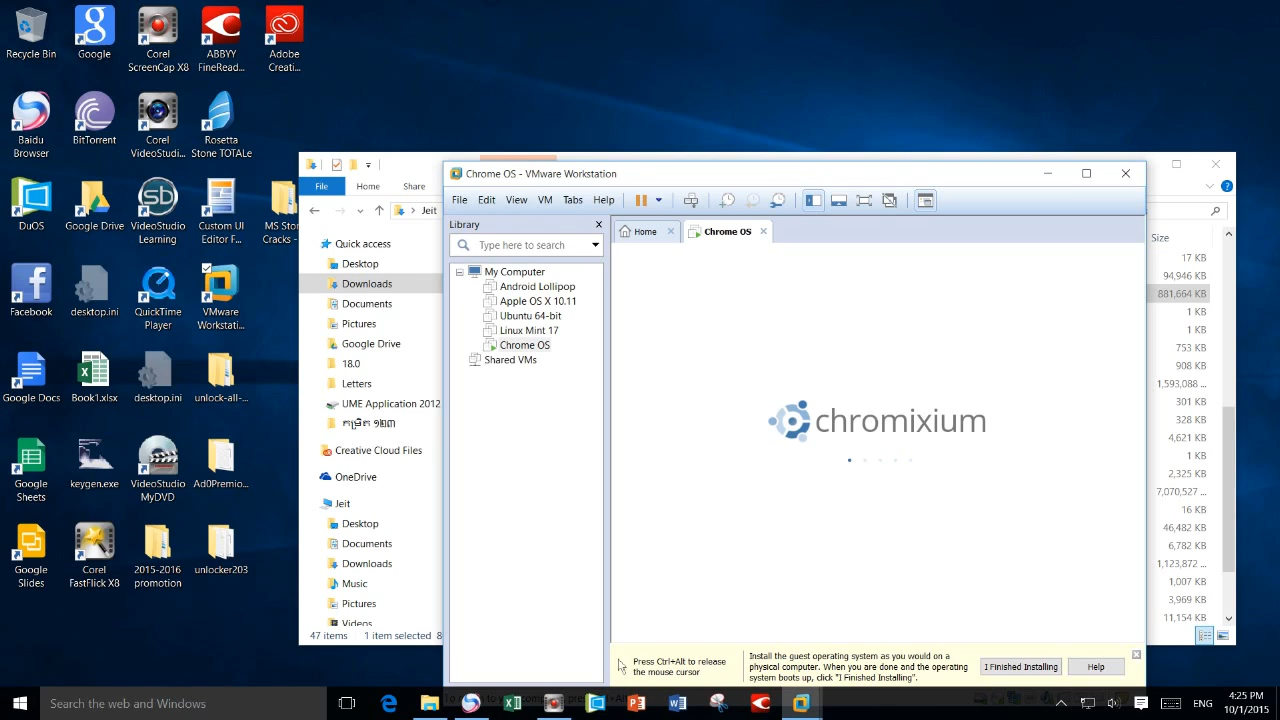 Recycle Bin
Google
Corel
ScreenCap X8
ABBYY
FineRead...
Adobe
Creati...
Baidu
Browser
BitTorrent
Corel
VideoStudi...
Rosetta
Stone TOTALe
DuOS
Google Drive
VideoStudio
Learning
Custom UI
Editor F...
MS Stor
Cracks -
Facebook
desktop.ini
QuickTime
Player
VMware
Workstati...
Google Docs
Book1.xlsx
desktop.ini
unlock-all-...
Google
Sheets
keygen.exe
VideoStudio
MyDVD
Ad0Premio...
Google
Slides
Corel
FastFlick X8
2015-2016
promotion
unlocker203
File
Home
Share
Jeit
Quick access
Desktop
Downloads
Documents
Pictures
Google Drive
18.0
Letters
UME Application 2012
កម្រិត ១២៣
Creative Cloud Files
OneDrive
Jeit
Desktop
Documents
Downloads
Music
Pictures
Videos
47 items 1 item selected 8
Chrome OS - VMware Workstation
File Edit View VM Tabs Help
Library
Type here to search
My Computer
Android Lollipop
Apple OS X 10.11
Ubuntu 64-bit
Linux Mint 17
Chrome OS
Shared VMs
Home
Chrome OS
chromixium
Press Ctrl+Alt to release
the mouse cursor
Install the guest operating system as you would on a
physical computer. When you are done and the operating
system boots up, click "I Finished Installing".
I Finished Installing
Help
Size
17 KB
94,946 KB
881,664 KB
1 KB
1 KB
753 KB
908 KB
1,593,088 ...
301 KB
328 KB
4,621 KB
1 KB
2,325 KB
7,070,527 ...
16 KB
46,482 KB
6,782 KB
1,123,872 ...
1,007 KB
3,969 KB
11,154 KB
Search the web and Windows
ENG
4:25 PM
10/1/2015